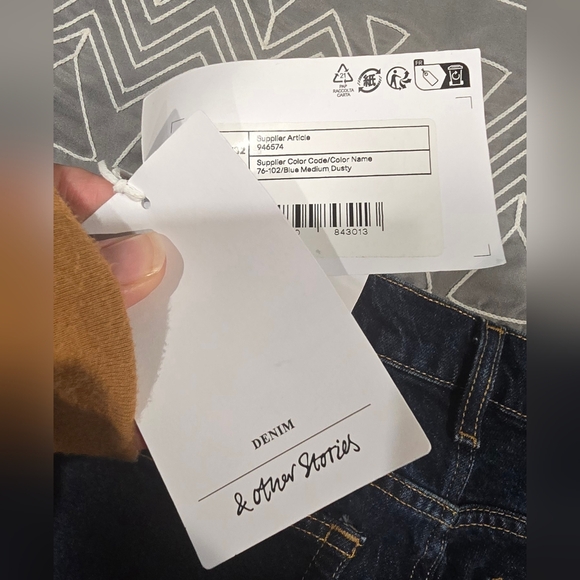 21
PAP
RACCOLTA
CARTA
紙
FR
Supplier Article
946574
Supplier Color Code/Color Name
76-102/Blue Medium Dusty
843013
DENIM
& other Stories